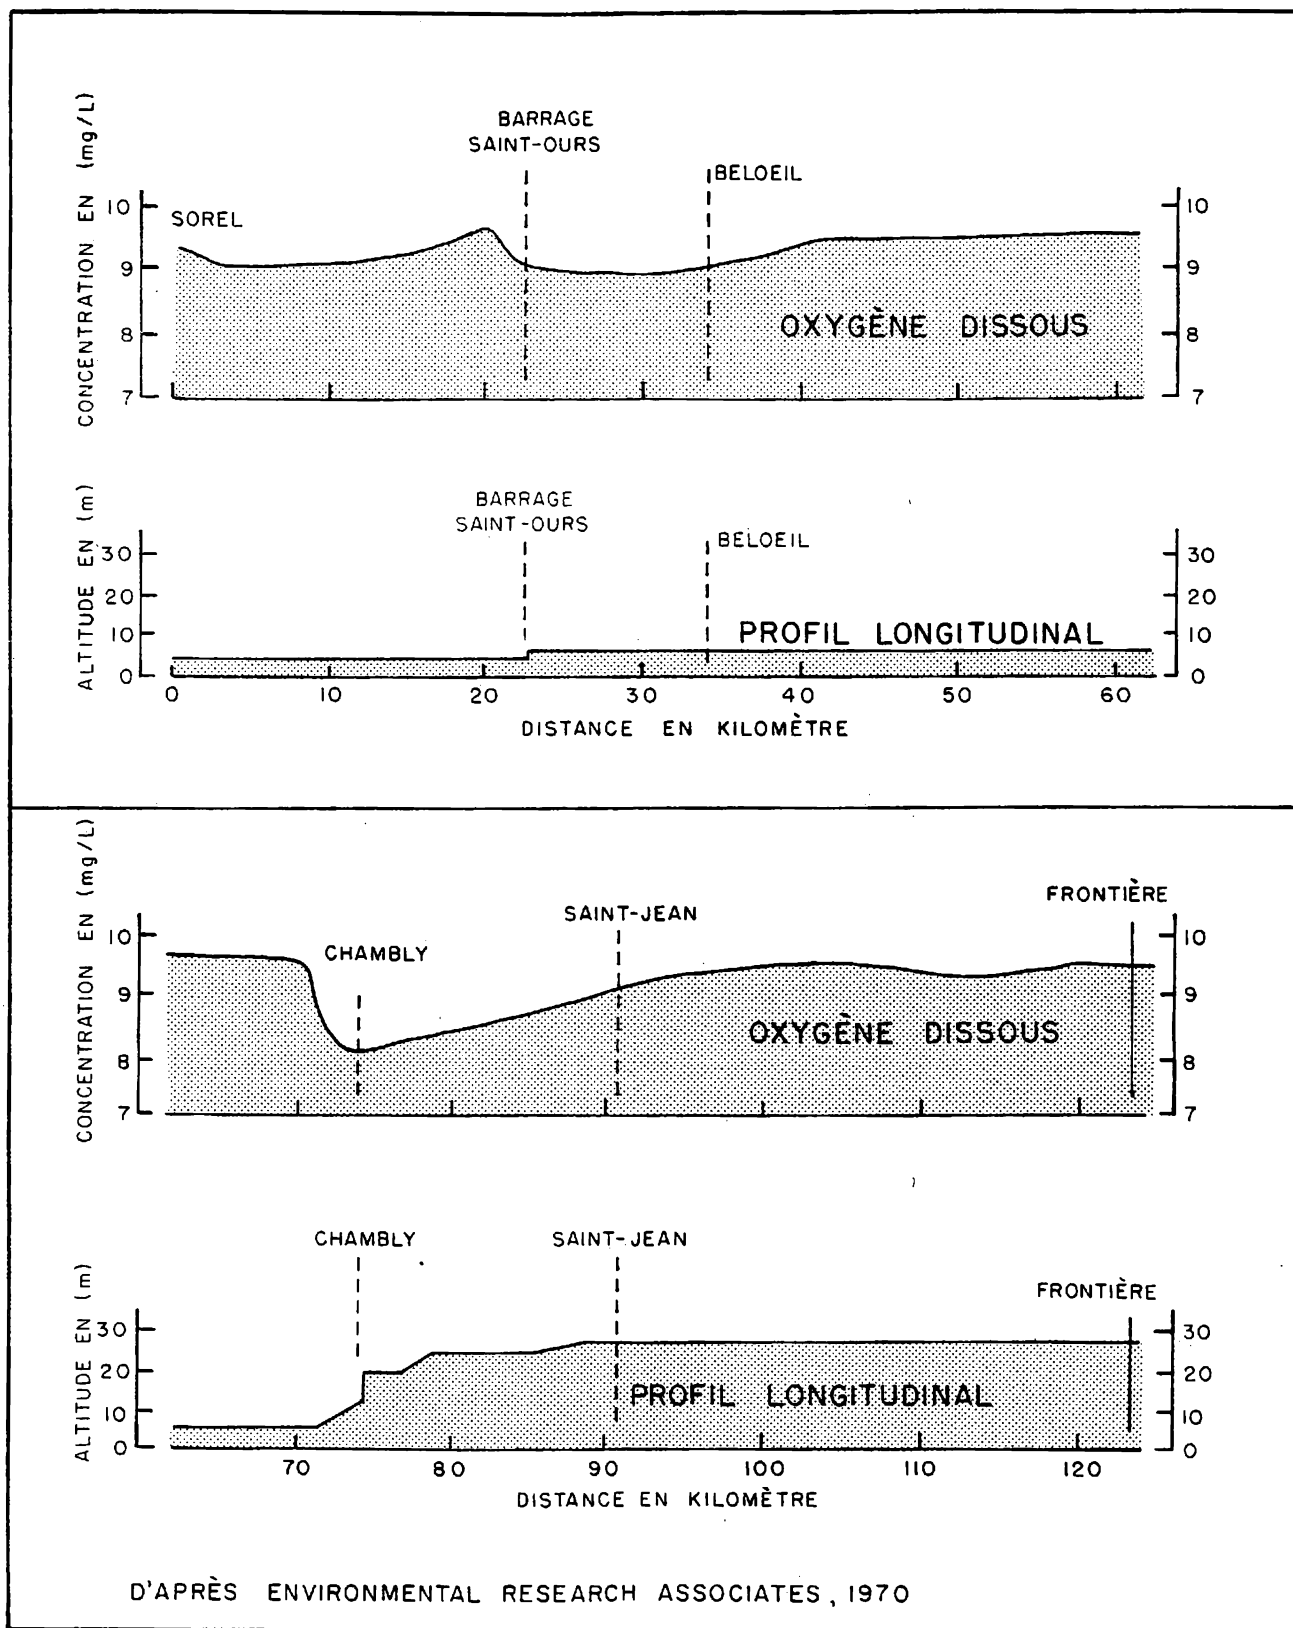 CONCENTRATION EN (mg/L)
10
9
8
7
SOREL
BARRAGE
SAINT-OURS
BELOEIL
OXYGÈNE DISSOUS
10
9
8
7
ALTITUDE EN (m)
30
20
10
0
BARRAGE
SAINT-OURS
BELOEIL
PROFIL LONGITUDINAL
30
20
10
0
0 10 20 30 40 50 60
DISTANCE EN KILOMÈTRE
CONCENTRATION EN (mg/L)
10
9
8
7
CHAMBLY
SAINT-JEAN
FRONTIÈRE
OXYGÈNE DISSOUS
10
9
8
7
ALTITUDE EN (m)
30
20
10
0
CHAMBLY
SAINT-JEAN
FRONTIÈRE
PROFIL LONGITUDINAL
30
20
10
0
70 80 90 100 110 120
DISTANCE EN KILOMÈTRE
D'APRÈS ENVIRONMENTAL RESEARCH ASSOCIATES, 1970